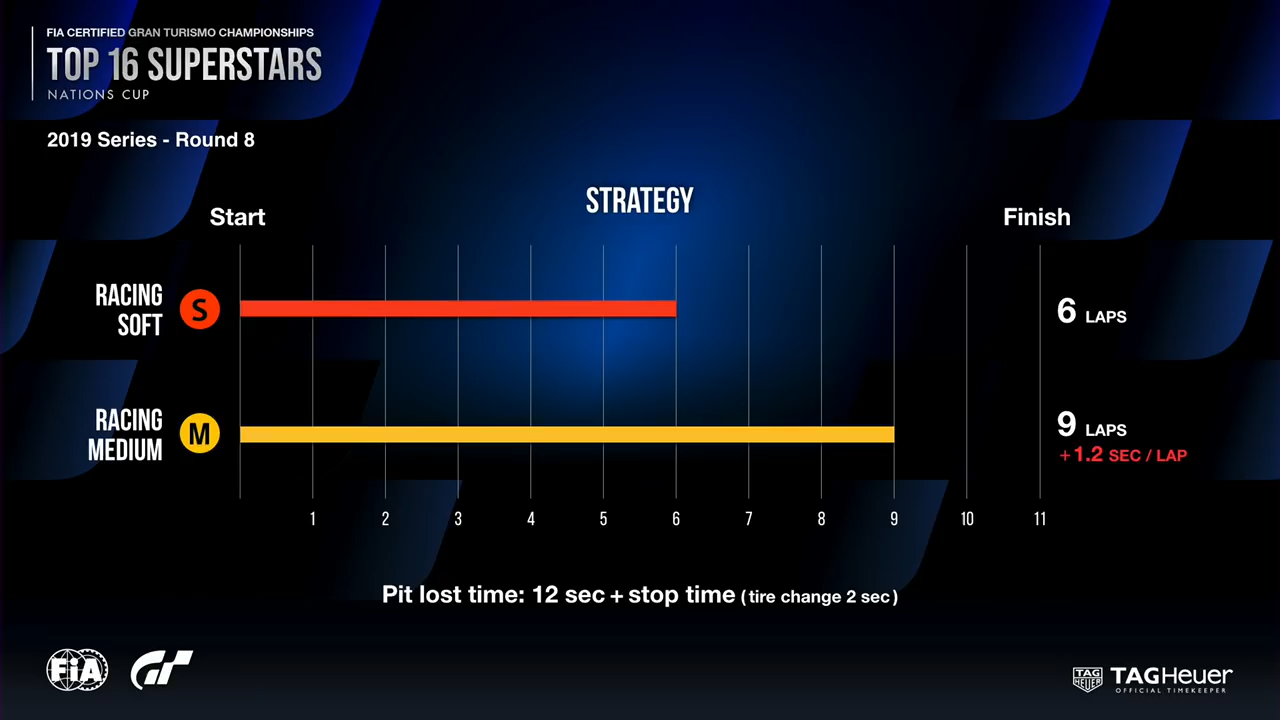 FIA CERTIFIED GRAN TURISMO CHAMPIONSHIPS
TOP 16 SUPERSTARS
NATIONS CUP
2019 Series - Round 8
STRATEGY
Start
Finish
RACING
SOFT
S
6 LAPS
RACING
MEDIUM
M
9 LAPS
+1.2 SEC / LAP
1 2 3 4 5 6 7 8 9 10 11
Pit lost time: 12 sec + stop time (tire change 2 sec)
FiA
GT
TAG
HEUER
TAGHeuer
OFFICIAL TIMEKEEPER